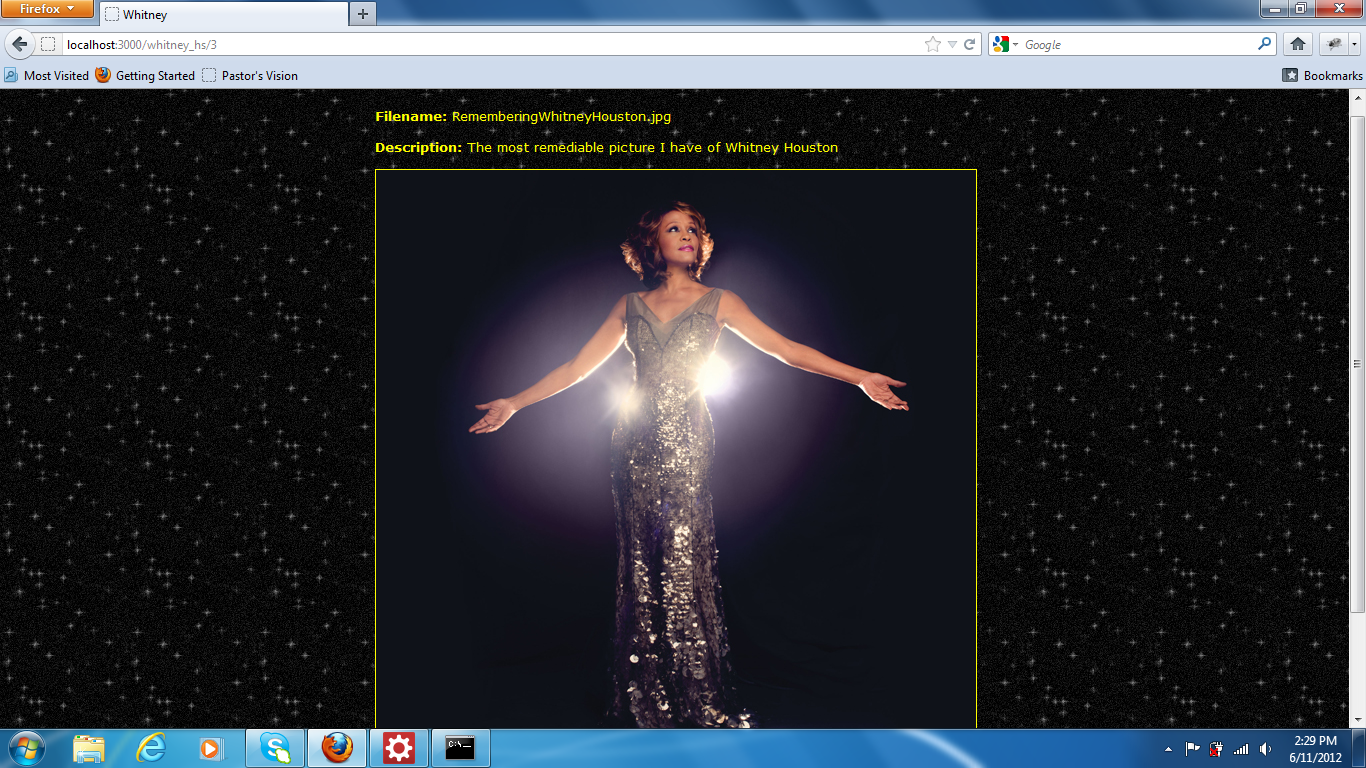 Firefox
Whitney
localhost:3000/whitney_hs/3
Google
Most Visited
Getting Started
Pastor's Vision
Bookmarks
Filename: RememberingWhitneyHouston.jpg
Description: The most remediable picture I have of Whitney Houston
C:\
2:29 PM
6/11/2012